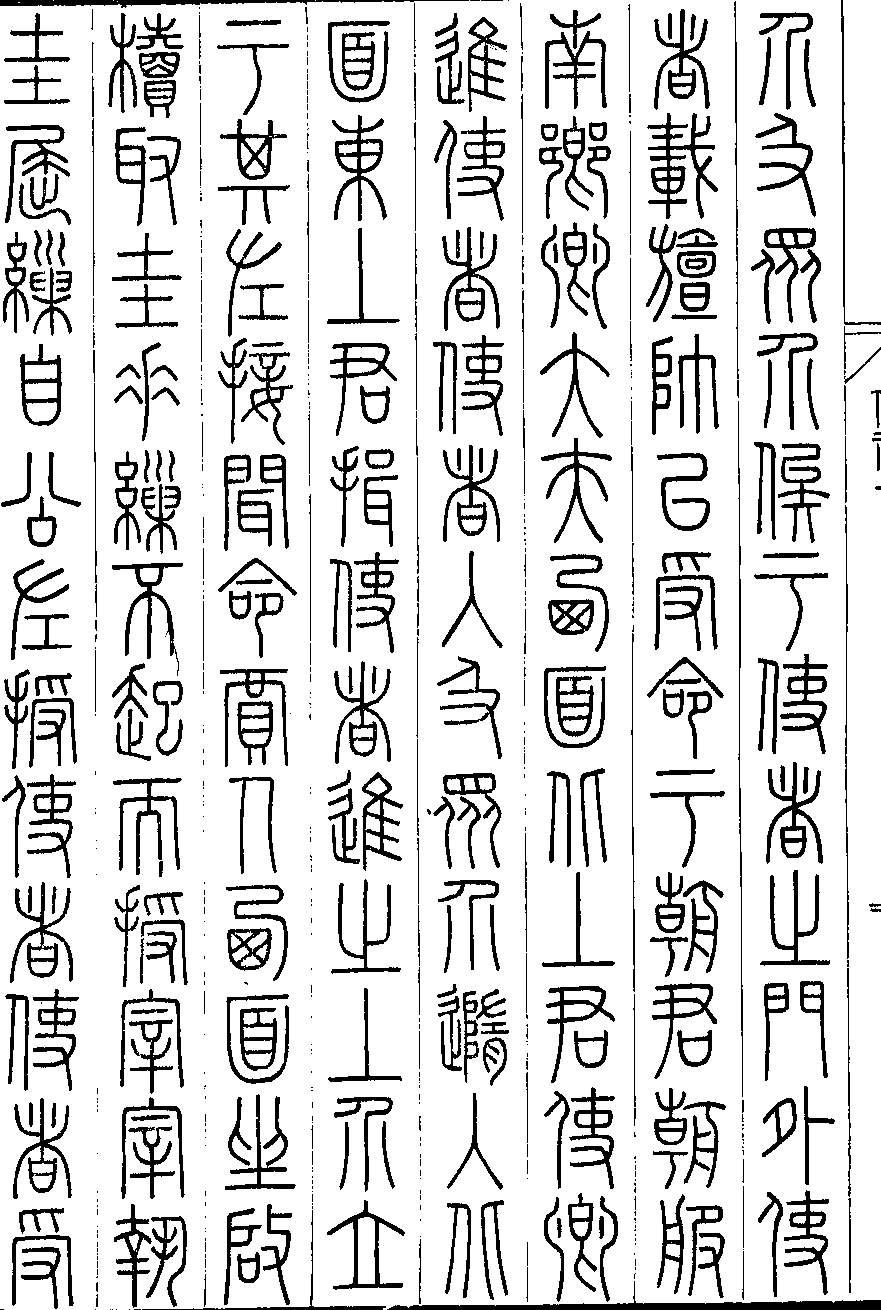 介及眾介俟于使者之門外使
者載旜帥以受命于朝君朝服
南鄉卿大夫西面北上君使卿
進使者使者入及眾介隨入北
面東上君揖使者進之上介立
于其左接聞命賈人西面坐啟
櫝取圭垂繅不起而授宰宰執
圭屈繅自公左授使者使者受